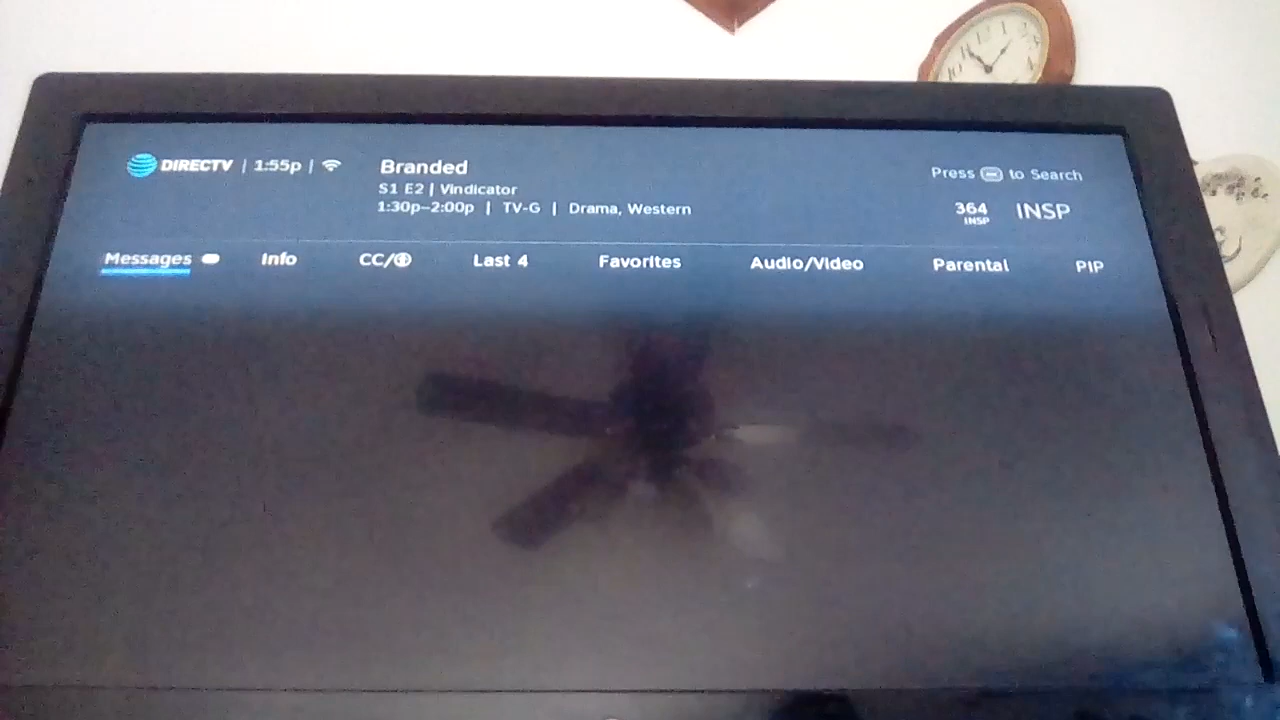 DIRECTV | 1:55p |
Branded
S1 E2 | Vindicator
1:30p–2:00p | TV-G | Drama, Western
Press to Search
364 INSP
INSP
Messages Info CC/ Last 4 Favorites Audio/Video Parental PIP